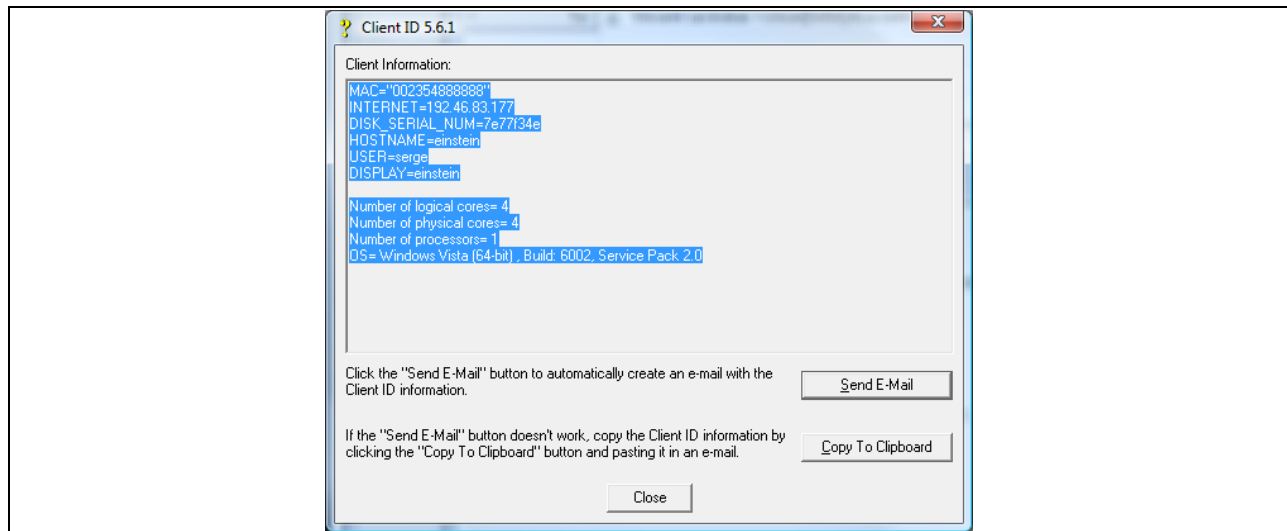 Client ID 5.6.1
Client Information:
MAC="002354888888"
INTERNET=192.46.83.177
DISK_SERIAL_NUM=7e77f34e
HOSTNAME=einstein
USER=serge
DISPLAY=einstein
Number of logical cores= 4
Number of physical cores= 4
Number of processors= 1
OS= Windows Vista (64-bit) , Build: 6002, Service Pack 2.0
Click the "Send E-Mail" button to automatically create an e-mail with the
Client ID information.
Send E-Mail
If the "Send E-Mail" button doesn't work, copy the Client ID information by
clicking the "Copy To Clipboard" button and pasting it in an e-mail.
Copy To Clipboard
Close